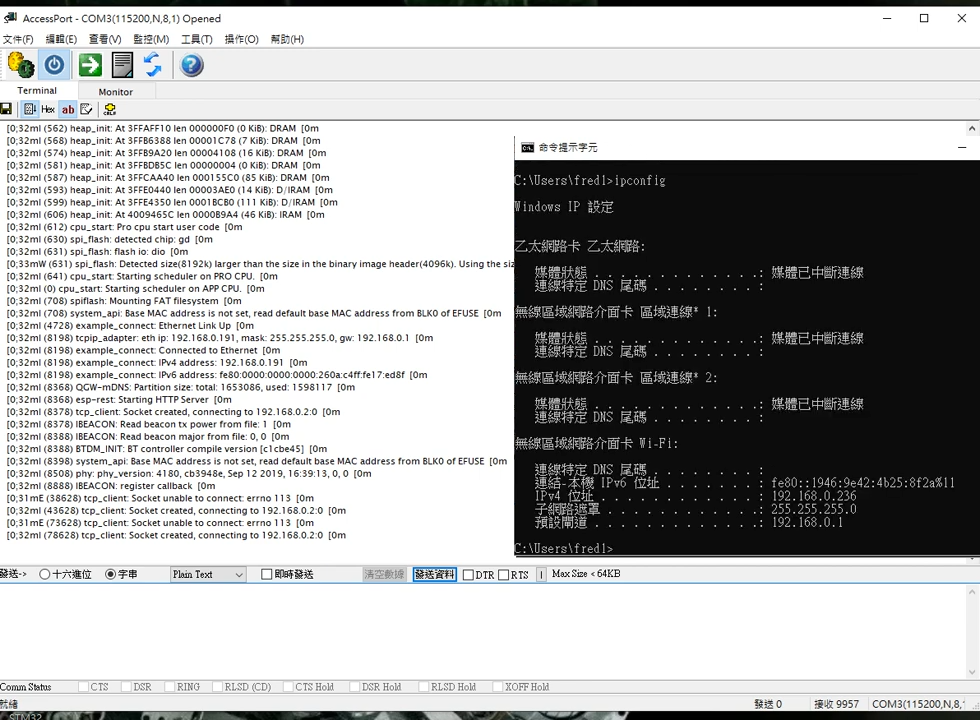 AccessPort - COM3(115200,N,8,1) Opened
文件(F) 編輯(E) 查看(V) 監控(M) 工具(T) 操作(O) 幫助(H)
Terminal Monitor
Hex ab
[0;32mI (562) heap_init: At 3FFAFF10 len 000000F0 (0 KiB): DRAM [0m
[0;32mI (568) heap_init: At 3FFB6388 len 00001C78 (7 KiB): DRAM [0m
[0;32mI (574) heap_init: At 3FFB9A20 len 00004108 (16 KiB): DRAM [0m
[0;32mI (581) heap_init: At 3FFBDB5C len 00000004 (0 KiB): DRAM [0m
[0;32mI (587) heap_init: At 3FFCAA40 len 000155C0 (85 KiB): DRAM [0m
[0;32mI (593) heap_init: At 3FFE0440 len 00003AE0 (14 KiB): D/IRAM [0m
[0;32mI (599) heap_init: At 3FFE4350 len 0001BCB0 (111 KiB): D/IRAM [0m
[0;32mI (606) heap_init: At 4009465C len 0000B9A4 (46 KiB): IRAM [0m
[0;32mI (612) cpu_start: Pro cpu start user code [0m
[0;32mI (630) spi_flash: detected chip: gd [0m
[0;32mI (631) spi_flash: flash io: dio [0m
[0;33mW (631) spi_flash: Detected size(8192k) larger than the size in the binary image header(4096k). Using the siz
[0;32mI (641) cpu_start: Starting scheduler on PRO CPU. [0m
[0;32mI (0) cpu_start: Starting scheduler on APP CPU. [0m
[0;32mI (708) spiflash: Mounting FAT filesystem [0m
[0;32mI (708) system_api: Base MAC address is not set, read default base MAC address from BLK0 of EFUSE [0m
[0;32mI (4728) example_connect: Ethernet Link Up [0m
[0;32mI (8198) tcpip_adapter: eth ip: 192.168.0.191, mask: 255.255.255.0, gw: 192.168.0.1 [0m
[0;32mI (8198) example_connect: Connected to Ethernet [0m
[0;32mI (8198) example_connect: IPv4 address: 192.168.0.191 [0m
[0;32mI (8198) example_connect: IPv6 address: fe80:0000:0000:0000:260a:c4ff:fe17:ed8f [0m
[0;32mI (8368) QGW-mDNS: Partition size: total: 1653086, used: 1598117 [0m
[0;32mI (8368) esp-rest: Starting HTTP Server [0m
[0;32mI (8378) tcp_client: Socket created, connecting to 192.168.0.2:0 [0m
[0;32mI (8378) IBEACON: Read beacon tx power from file: 1 [0m
[0;32mI (8388) IBEACON: Read beacon major from file: 0, 0 [0m
[0;32mI (8388) BTDM_INIT: BT controller compile version [c1cbe45] [0m
[0;32mI (8398) system_api: Base MAC address is not set, read default base MAC address from BLK0 of EFUSE [0m
[0;32mI (8508) phy: phy_version: 4180, cb3948e, Sep 12 2019, 16:39:13, 0, 0 [0m
[0;32mI (8888) IBEACON: register callback [0m
[0;31mE (38628) tcp_client: Socket unable to connect: errno 113 [0m
[0;32mI (43628) tcp_client: Socket created, connecting to 192.168.0.2:0 [0m
[0;31mE (73628) tcp_client: Socket unable to connect: errno 113 [0m
[0;32mI (78628) tcp_client: Socket created, connecting to 192.168.0.2:0 [0m
命令提示字元
C:\Users\fred1>ipconfig
Windows IP 設定
乙太網路卡 乙太網路:
媒體狀態 . . . . . . . . . . . . . : 媒體已中斷連線
連線特定 DNS 尾碼 . . . . . . . . :
無線區域網路介面卡 區域連線* 1:
媒體狀態 . . . . . . . . . . . . . : 媒體已中斷連線
連線特定 DNS 尾碼 . . . . . . . . :
無線區域網路介面卡 區域連線* 2:
媒體狀態 . . . . . . . . . . . . . : 媒體已中斷連線
連線特定 DNS 尾碼 . . . . . . . . :
無線區域網路介面卡 Wi-Fi:
連線特定 DNS 尾碼 . . . . . . . . :
連結-本機 IPv6 位址 . . . . . . . : fe80::1946:9e42:4b25:8f2a%11
IPv4 位址 . . . . . . . . . . . . : 192.168.0.236
子網路遮罩 . . . . . . . . . . . . : 255.255.255.0
預設閘道 . . . . . . . . . . . . . : 192.168.0.1
C:\Users\fred1>
發送-> 十六進位 字串 Plain Text 即時發送 清空數據 發送資料 DTR RTS Max Size < 64KB
Comm Status CTS DSR RING RLSD (CD) CTS Hold DSR Hold RLSD Hold XOFF Hold
就緒 發送 0 接收 9957 COM3(115200,N,8,
STM32